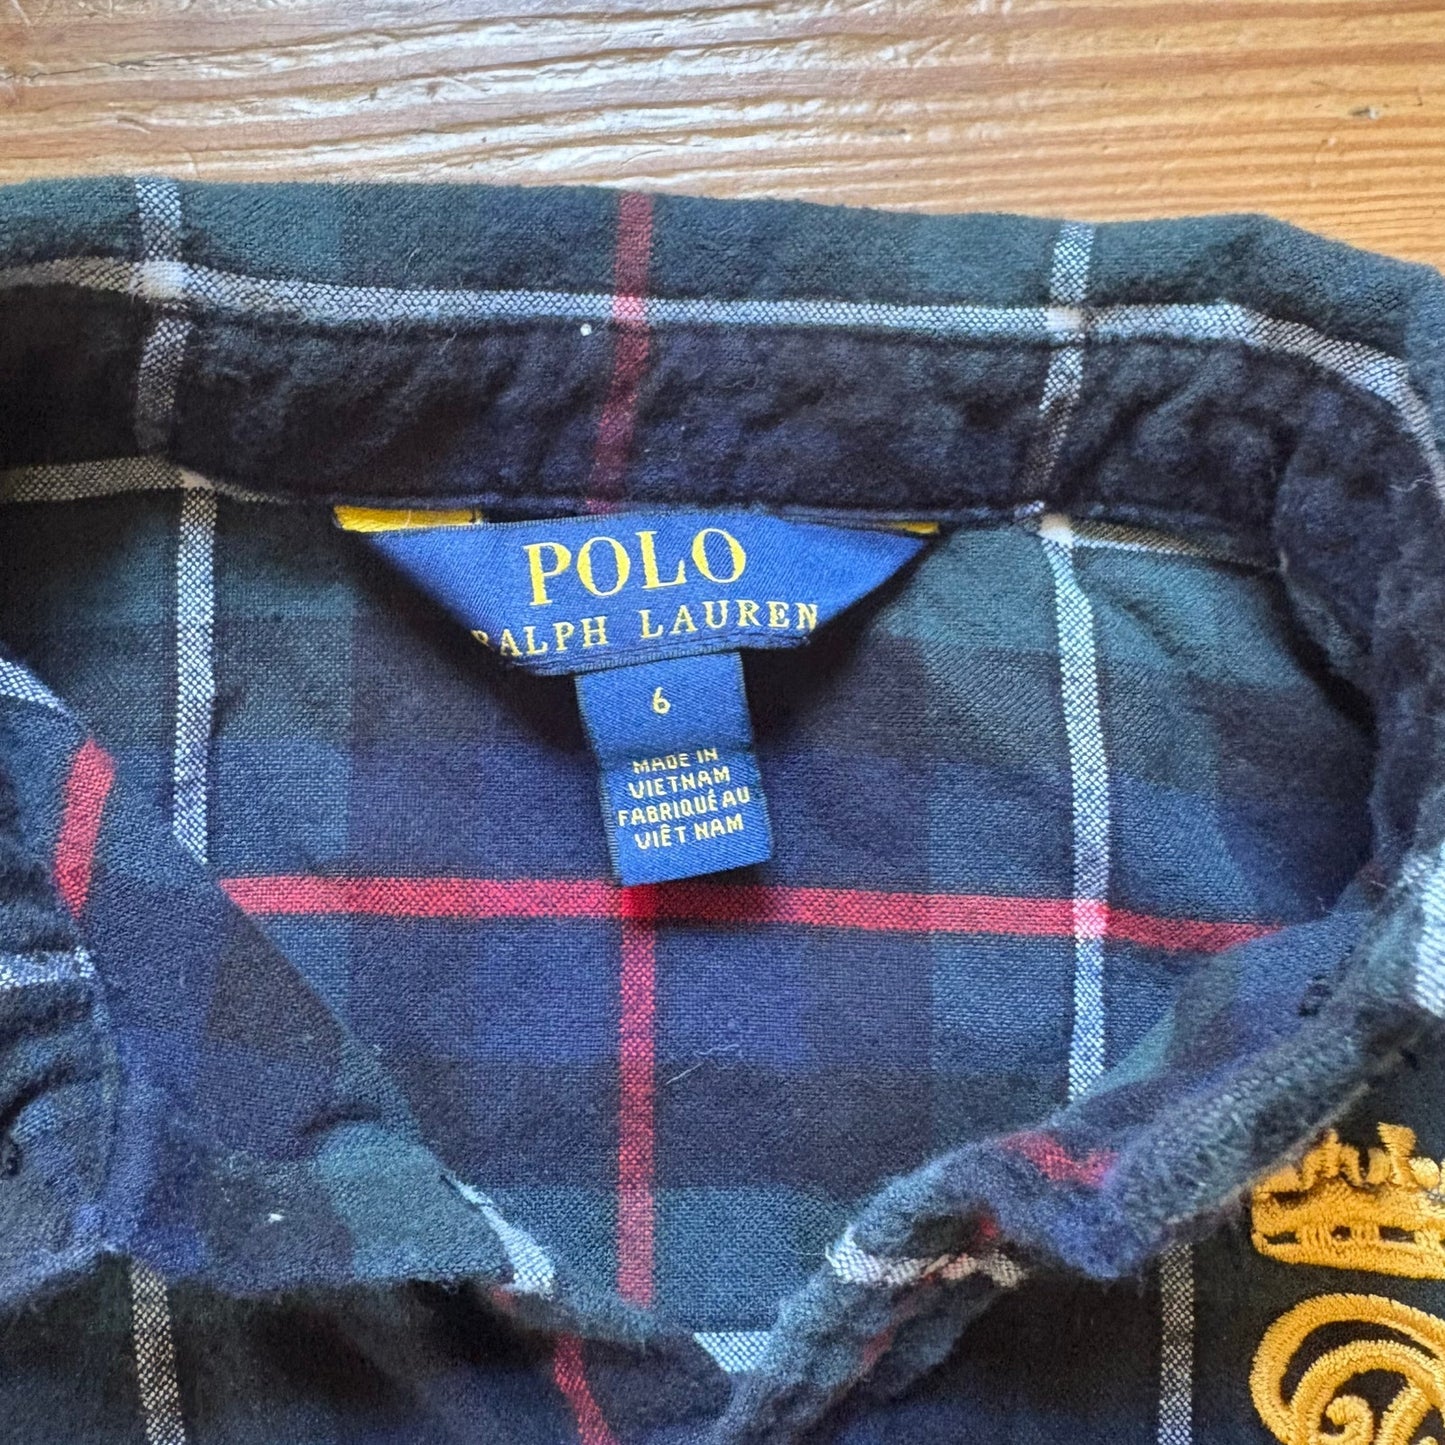 POLO
RALPH LAUREN
6
MADE IN
VIETNAM
FABRIQUÉ AU
VIÊT NAM